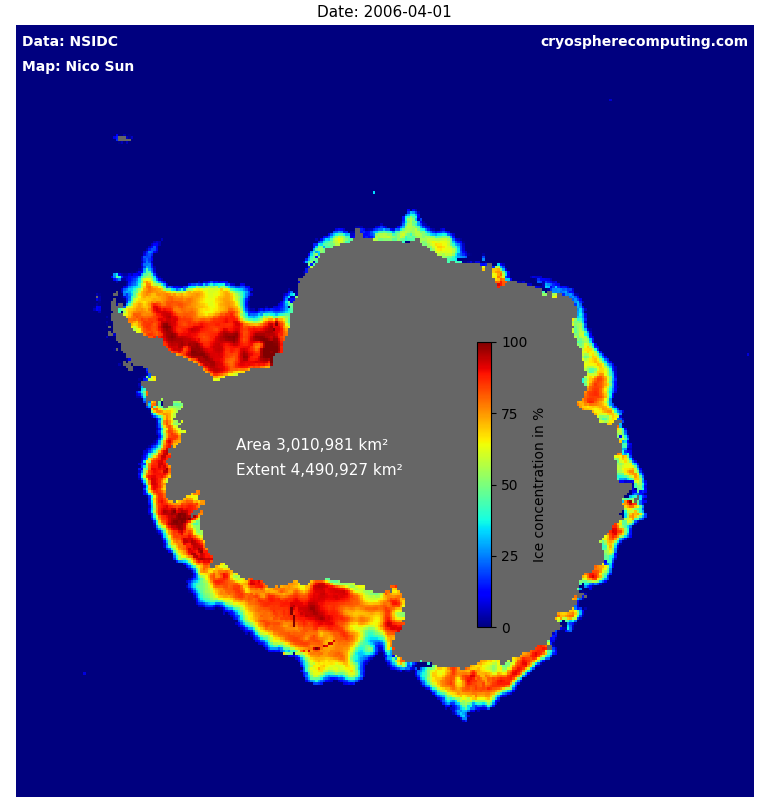 Date: 2006-04-01
Data: NSIDC
cryospherecomputing.com
Map: Nico Sun
100
75
50
25
0
Ice concentration in %
Area 3,010,981 km²
Extent 4,490,927 km²